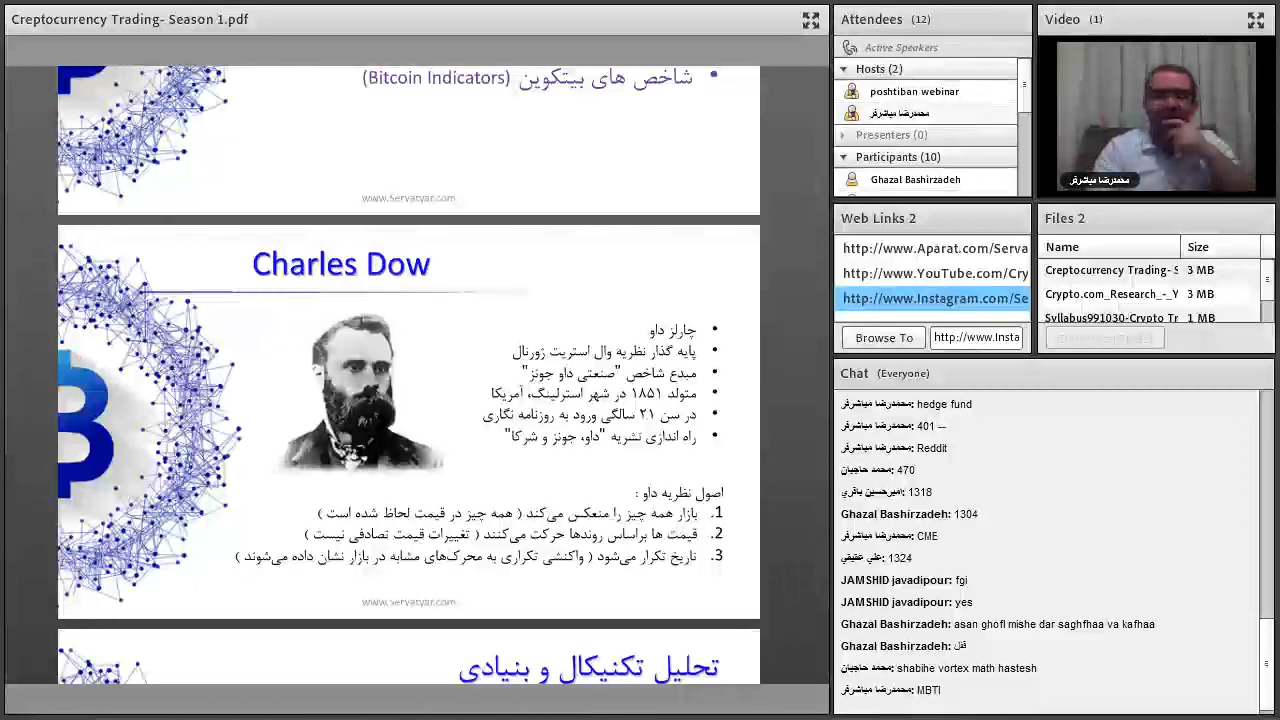 Creptocurrency Trading- Season 1.pdf
شاخص های بیتکوین (Bitcoin Indicators)
www.Servatyar.com
Charles Dow
چارلز داو
پایه گذار نظریه وال استریت ژورنال
مبدع شاخص "صنعتی داو جونز"
متولد ۱۸۵۱ در شهر استرلینگ، آمریکا
در سن ۲۱ سالگی ورود به روزنامه نگاری
راه اندازی نشریه "داو، جونز و شرکا"
اصول نظریه داو :
1. بازار همه چیز را منعکس می‌کند ( همه چیز در قیمت لحاظ شده است )
2. قیمت ها براساس روندها حرکت می‌کنند ( تغییرات قیمت تصادفی نیست )
3. تاریخ تکرار می‌شود ( واکنشی تکراری به محرک‌های مشابه در بازار نشان داده می‌شوند )
www.Servatyar.com
تحلیل تکنیکال و بنیادی
Attendees (12)
Active Speakers
Hosts (2)
poshtiban webinar
محمدرضا میاشرفر
Presenters (0)
Participants (10)
Ghazal Bashirzadeh
Video (1)
محمدرضا میاشرفر
Web Links 2
http://www.Aparat.com/Serva
http://www.YouTube.com/Cry
http://www.Instagram.com/Se
Browse To
http://www.Insta
Files 2
Name Size
Creptocurrency Trading- S 3 MB
Crypto.com_Research_-_Y 3 MB
Syllabus991030-Crypto Tr 1 MB
Chat (Everyone)
محمدرضا میاشرفر: hedge fund
محمدرضا میاشرفر: 401 --
محمدرضا میاشرفر: Reddit
محمد حاجیان: 470
امیرحسین باقري: 1318
Ghazal Bashirzadeh: 1304
محمدرضا میاشرفر: CME
علي عقيقي: 1324
JAMSHID javadipour: fgi
JAMSHID javadipour: yes
Ghazal Bashirzadeh: asan ghofl mishe dar saghfhaa va kafhaa
Ghazal Bashirzadeh: قفل
محمد حاجیان: shabihe vortex math hastesh
محمدرضا میاشرفر: MBTI